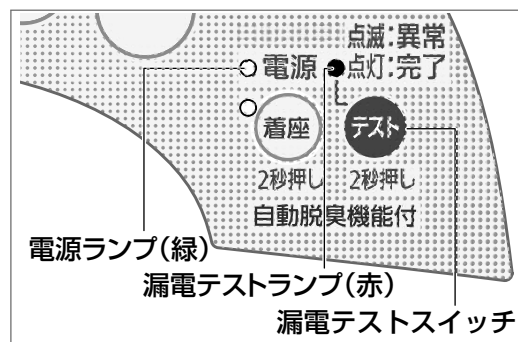 点滅:異常
電源 点灯:完了
着座 テスト
2秒押し 2秒押し
自動脱臭機能付
電源ランプ(緑)
漏電テストランプ(赤)
漏電テストスイッチ